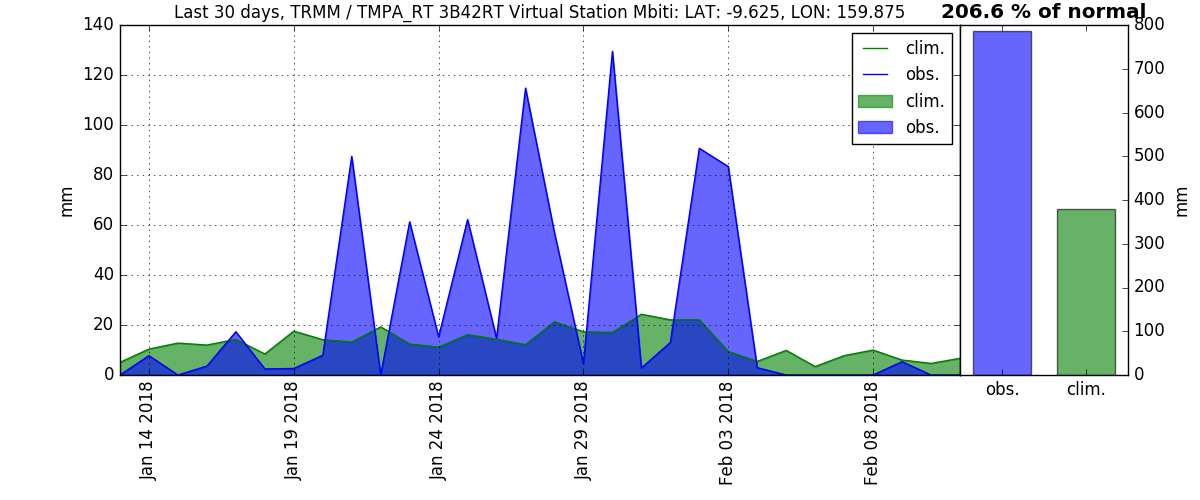 Last 30 days, TRMM / TMPA_RT 3B42RT Virtual Station Mbiti: LAT: -9.625, LON: 159.875
206.6 % of normal
clim.
obs.
clim.
obs.
mm
140
120
100
80
60
40
20
0
Jan 14 2018
Jan 19 2018
Jan 24 2018
Jan 29 2018
Feb 03 2018
Feb 08 2018
800
700
600
500
400
300
200
100
0
mm
obs.
clim.